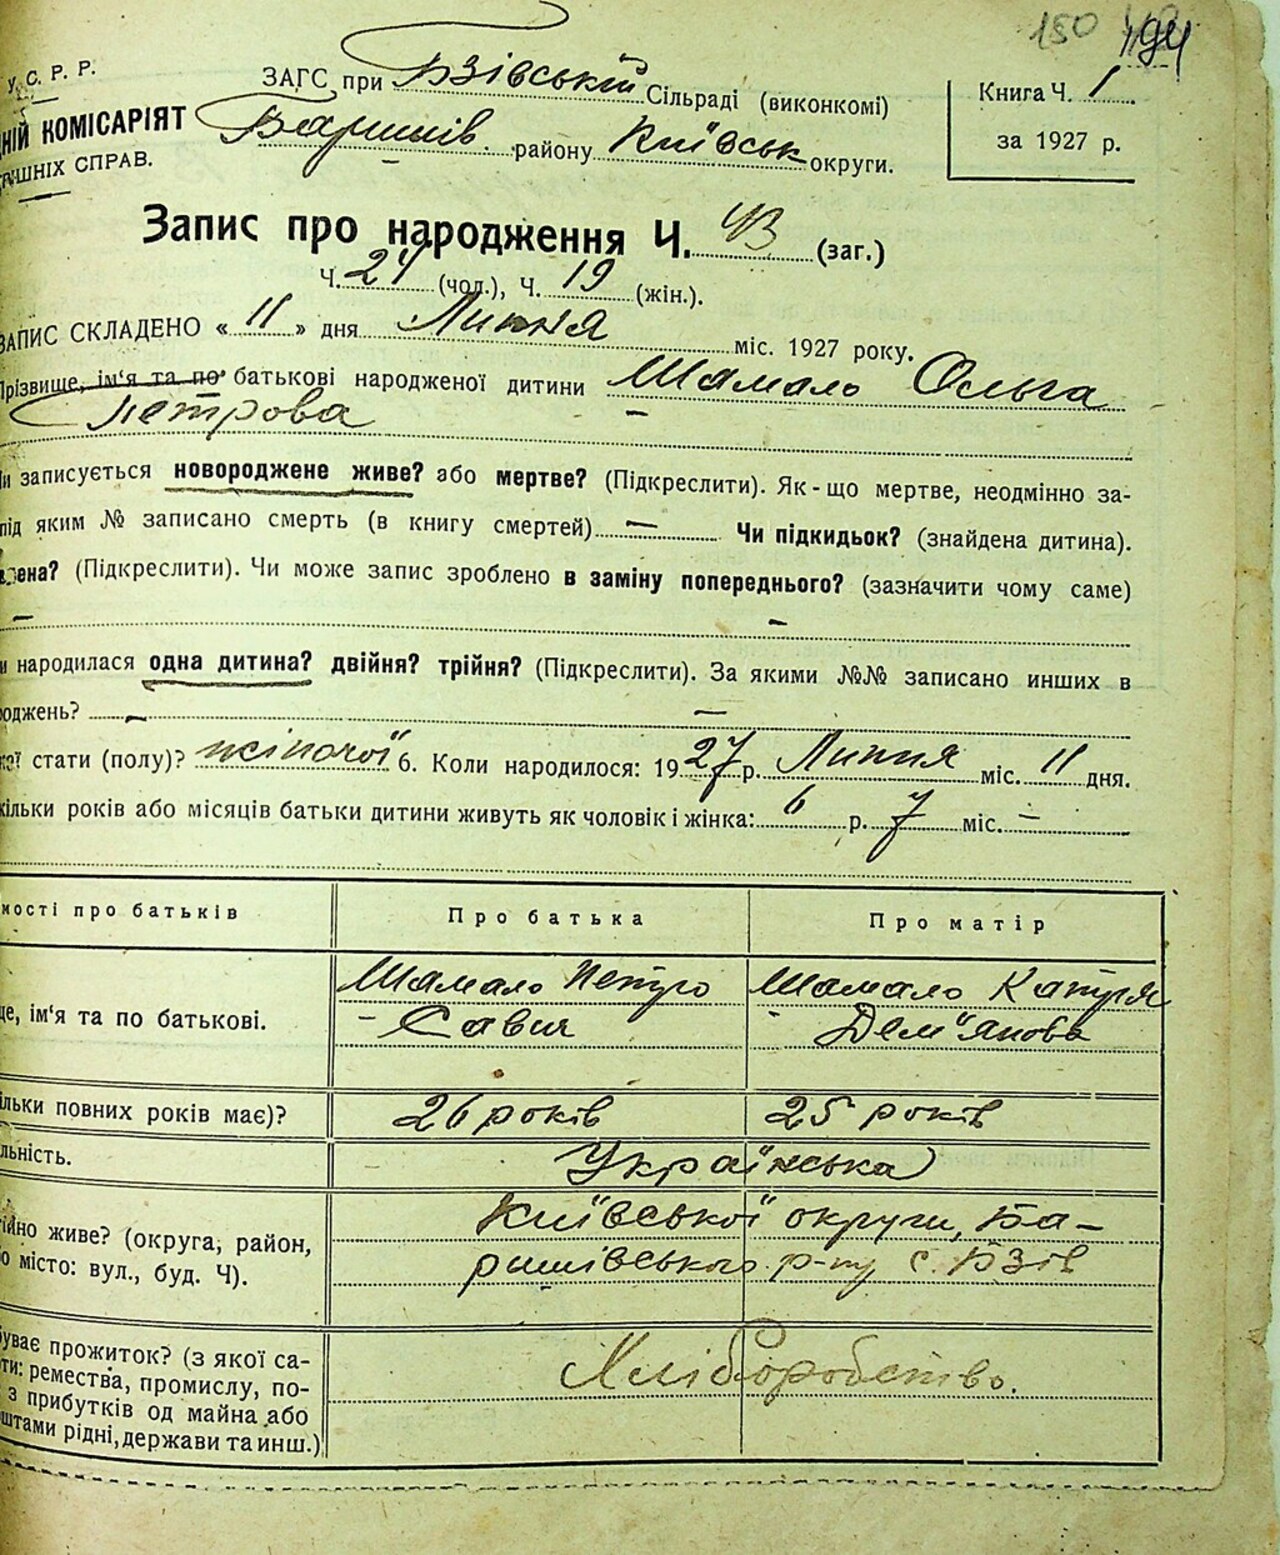 150 194
У. С. Р. Р.
ЗАГС при Бзівській Сільраді (виконкомі)
Книга Ч. 1
НІЙ КОМІСАРІЯТ
Баришів. району Київськ округи.
за 1927 р.
ШНІХ СПРАВ.
Запис про народження Ч. 43 (заг.)
Ч. 24 (чол.), Ч. 19 (жін.).
ЗАПИС СКЛАДЕНО « 11 » дня Липня міс. 1927 року.
Прізвище, ім'я та по батькові народженої дитини Шамало Ольга
Петрова
и записується новороджене живе? або мертве? (Підкреслити). Як-що мертве, неодмінно за-
під яким № записано смерть (в книгу смертей) — Чи підкидьок? (знайдена дитина).
ена? (Підкреслити). Чи може запис зроблено в заміну попереднього? (зазначити чому саме)
— —
и народилася одна дитина? двійня? трійня? (Підкреслити). За якими №№ записано инших в
роджень? — —
ої стати (полу)? жіночої 6. Коли народилося: 1927 р. Липня міс. 11 дня.
кільки років або місяців батьки дитини живуть як чоловік і жінка: 6 р. 7 міс. —
мості про батьків Про батька Про матір
Шамало Петро Шамало Катря
ще, ім'я та по батькові. – Савич Дем"янова
ільки повних років має)? 26 років 25 років
льність. Українська
Київської округи, Ба-
ійно живе? (округа, район,
о місто: вул., буд. Ч). ришівського р-ну с. Бзів
буває прожиток? (з якої са-
ти: ремества, промислу, по- Хліборобство.
з прибутків од майна або
штами рідні, держави та инш.)